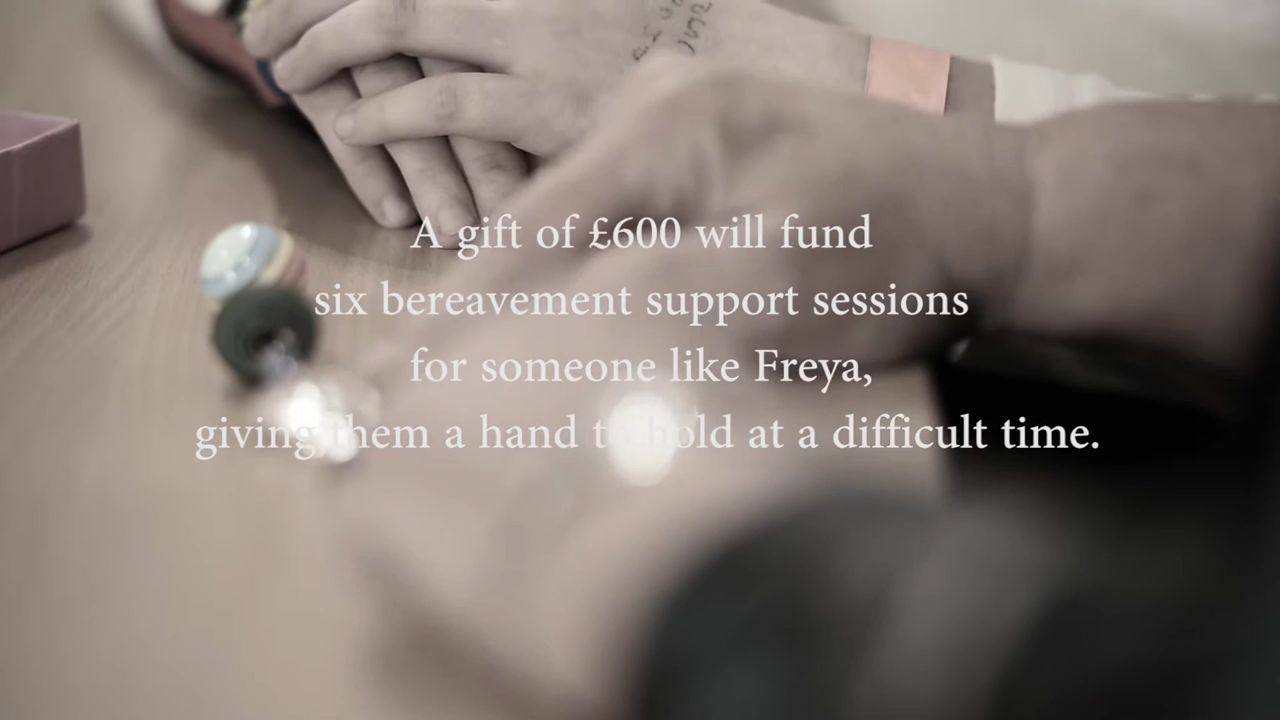 A gift of £600 will fund
six bereavement support sessions
for someone like Freya,
giving them a hand to hold at a difficult time.